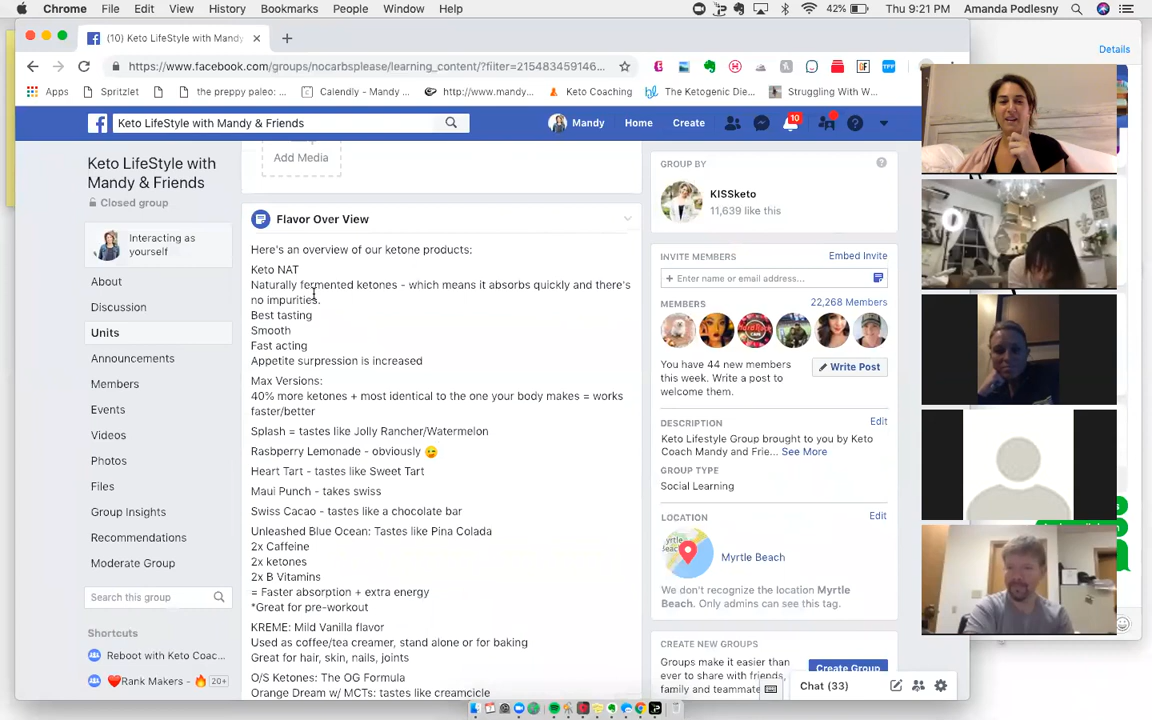 Chrome File Edit View History Bookmarks People Window Help 42% Thu 9:21 PM Amanda Podlesny
(10) Keto LifeStyle with Mandy
https://www.facebook.com/groups/nocarbsplease/learning_content/?filter=215483459146...
Apps Spritzlet the preppy paleo: ... Calendly - Mandy ... http://www.mandy... Keto Coaching The Ketogenic Die... Struggling With W...
Details
Keto LifeStyle with Mandy & Friends
Mandy Home Create 10
Keto LifeStyle with
Mandy & Friends
Closed group
Interacting as
yourself
About
Discussion
Units
Announcements
Members
Events
Videos
Photos
Files
Group Insights
Recommendations
Moderate Group
Search this group
Shortcuts
Reboot with Keto Coac...
❤️Rank Makers - 🔥 20+
Add Media
Flavor Over View
Here's an overview of our ketone products:
Keto NAT
Naturally fermented ketones - which means it absorbs quickly and there's
no impurities.
Best tasting
Smooth
Fast acting
Appetite surpression is increased
Max Versions:
40% more ketones + most identical to the one your body makes = works
faster/better
Splash = tastes like Jolly Rancher/Watermelon
Rasbperry Lemonade - obviously 😉
Heart Tart - tastes like Sweet Tart
Maui Punch - takes swiss
Swiss Cacao - tastes like a chocolate bar
Unleashed Blue Ocean: Tastes like Pina Colada
2x Caffeine
2x ketones
2x B Vitamins
= Faster absorption + extra energy
*Great for pre-workout
KREME: Mild Vanilla flavor
Used as coffee/tea creamer, stand alone or for baking
Great for hair, skin, nails, joints
O/S Ketones: The OG Formula
Orange Dream w/ MCTs: tastes like creamcicle
GROUP BY
KISSketo
11,639 like this
INVITE MEMBERS Embed Invite
+ Enter name or email address...
MEMBERS 22,268 Members
You have 44 new members
this week. Write a post to
welcome them.
Write Post
DESCRIPTION Edit
Keto Lifestyle Group brought to you by Keto
Coach Mandy and Frie... See More
GROUP TYPE
Social Learning
LOCATION Edit
Myrtle Beach
We don't recognize the location Myrtle
Beach. Only admins can see this tag.
CREATE NEW GROUPS
Groups make it easier than
ever to share with friends,
family and teammate
Create Group
Chat (33)